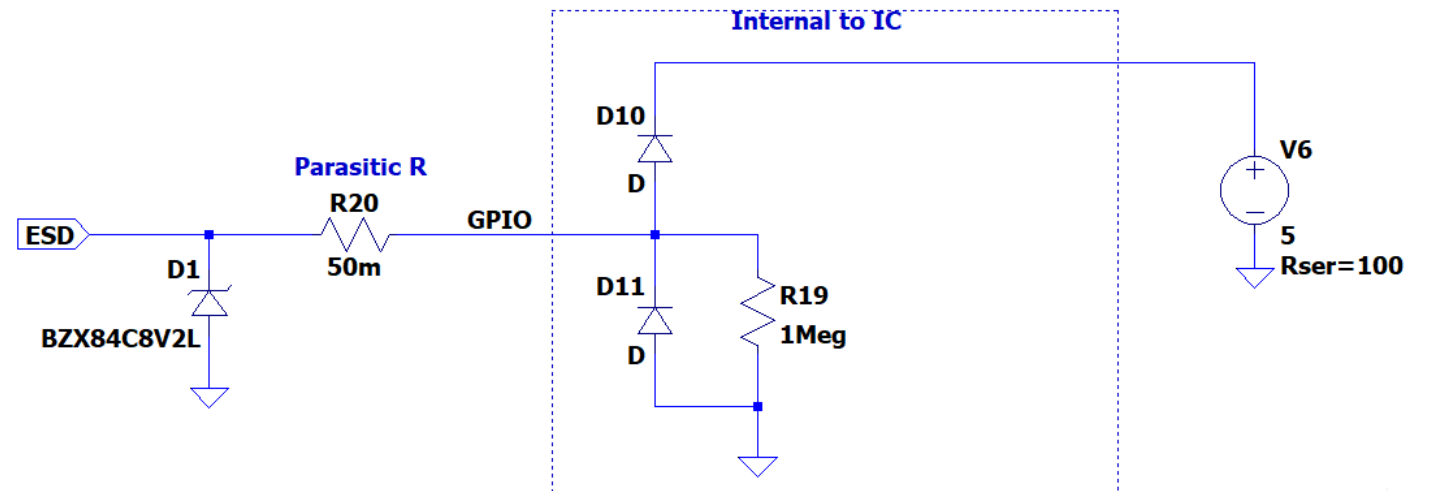 Internal to IC
D10
D
Parasitic R
R20
50m
GPIO
ESD
D1
BZX84C8V2L
D11
D
R19
1Meg
V6
5
Rser=100